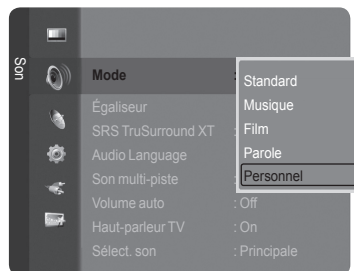 Son
Mode :
Standard
Musique
Film
Parole
Personnel
Égaliseur
SRS TruSurround XT :
Audio Language
Son multi-piste :
Volume auto : Off
Haut-parleur TV : On
Sélect. son : Principale